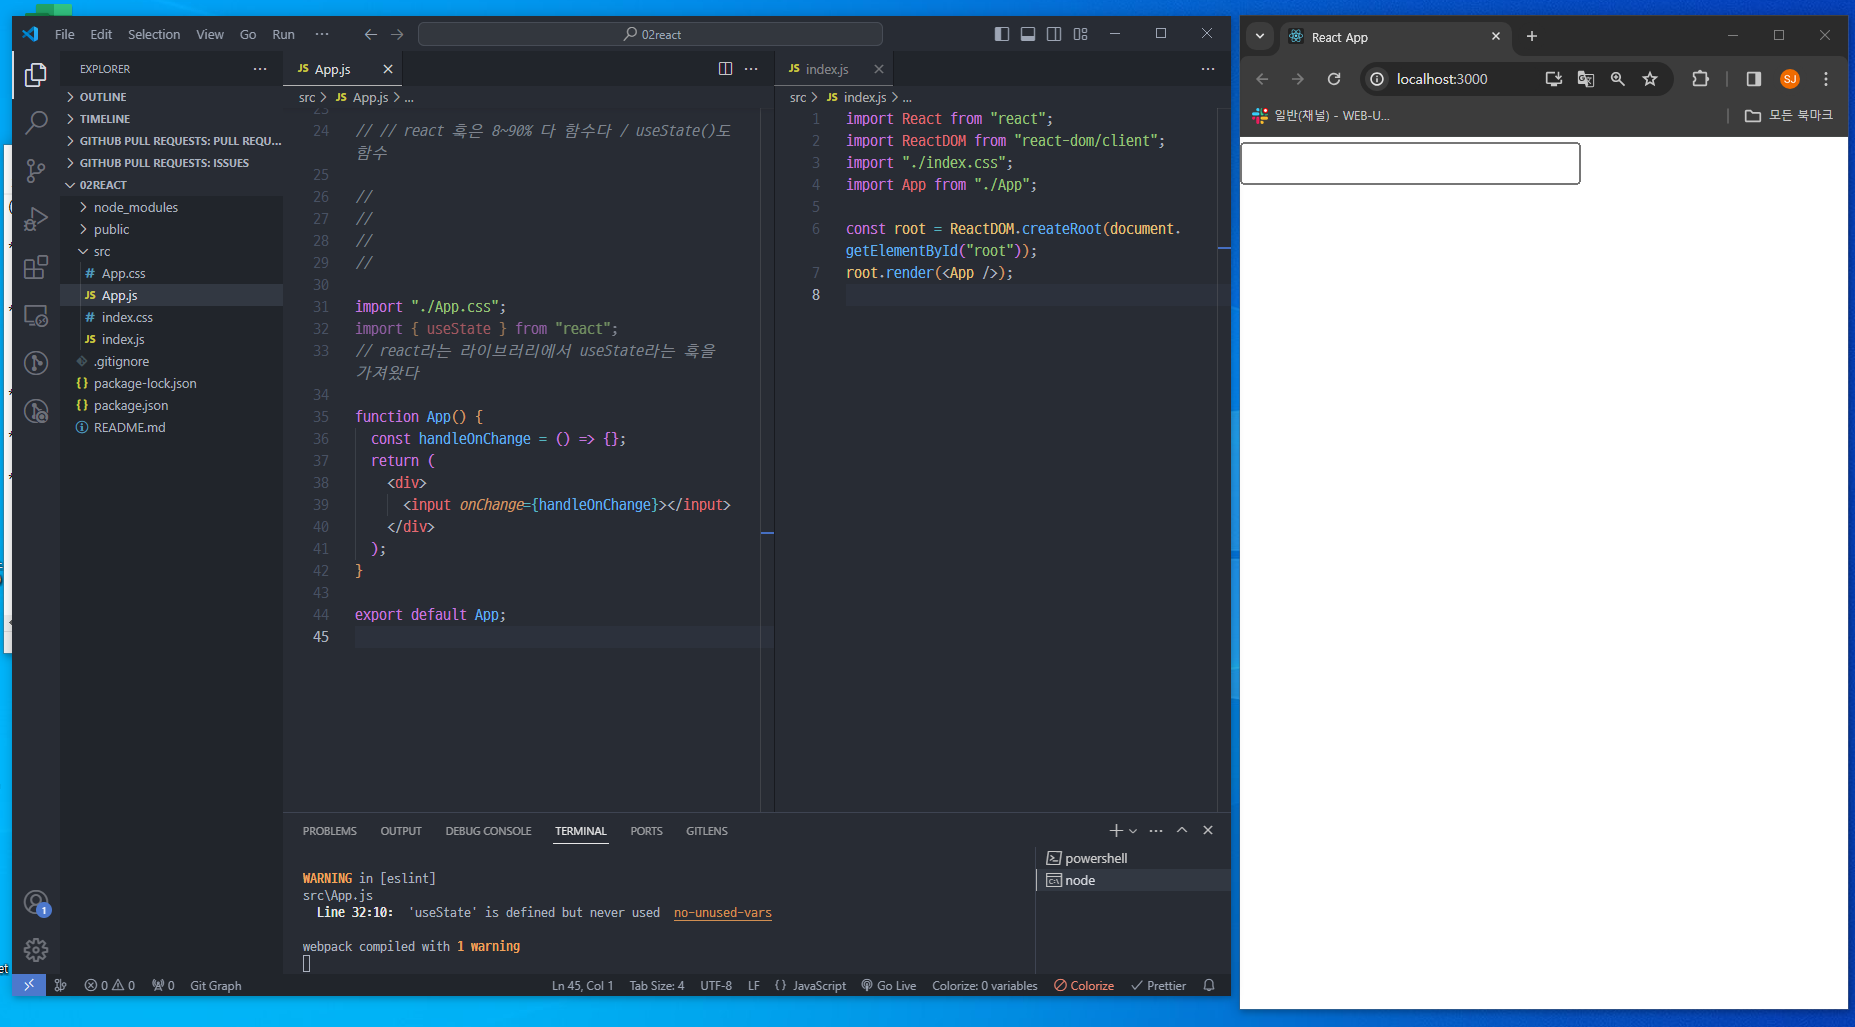 File Edit Selection View Go Run ···
02react
EXPLORER
OUTLINE
TIMELINE
GITHUB PULL REQUESTS: PULL REQU...
GITHUB PULL REQUESTS: ISSUES
02REACT
node_modules
public
src
# App.css
JS App.js
# index.css
JS index.js
.gitignore
{} package-lock.json
{} package.json
README.md
JS App.js
src > JS App.js > ...
23
24 // // react 훅은 8~90% 다 함수다 / useState()도
함수
25
26 //
27 //
28 //
29 //
30
31 import "./App.css";
32 import { useState } from "react";
33 // react라는 라이브러리에서 useState라는 훅을
가져왔다
34
35 function App() {
36 const handleOnChange = () => {};
37 return (
38 <div>
39 <input onChange={handleOnChange}></input>
40 </div>
41 );
42 }
43
44 export default App;
45
JS index.js
src > JS index.js > ...
1 import React from "react";
2 import ReactDOM from "react-dom/client";
3 import "./index.css";
4 import App from "./App";
5
6 const root = ReactDOM.createRoot(document.
getElementById("root"));
7 root.render(<App />);
8
PROBLEMS OUTPUT DEBUG CONSOLE TERMINAL PORTS GITLENS
WARNING in [eslint]
src\App.js
Line 32:10: 'useState' is defined but never used no-unused-vars
webpack compiled with 1 warning
powershell
node
1
0 0 0 Git Graph
Ln 45, Col 1 Tab Size: 4 UTF-8 LF {} JavaScript Go Live Colorize: 0 variables Colorize Prettier
React App
localhost:3000
SJ
일반(채널) - WEB-U...
모든 북마크
et